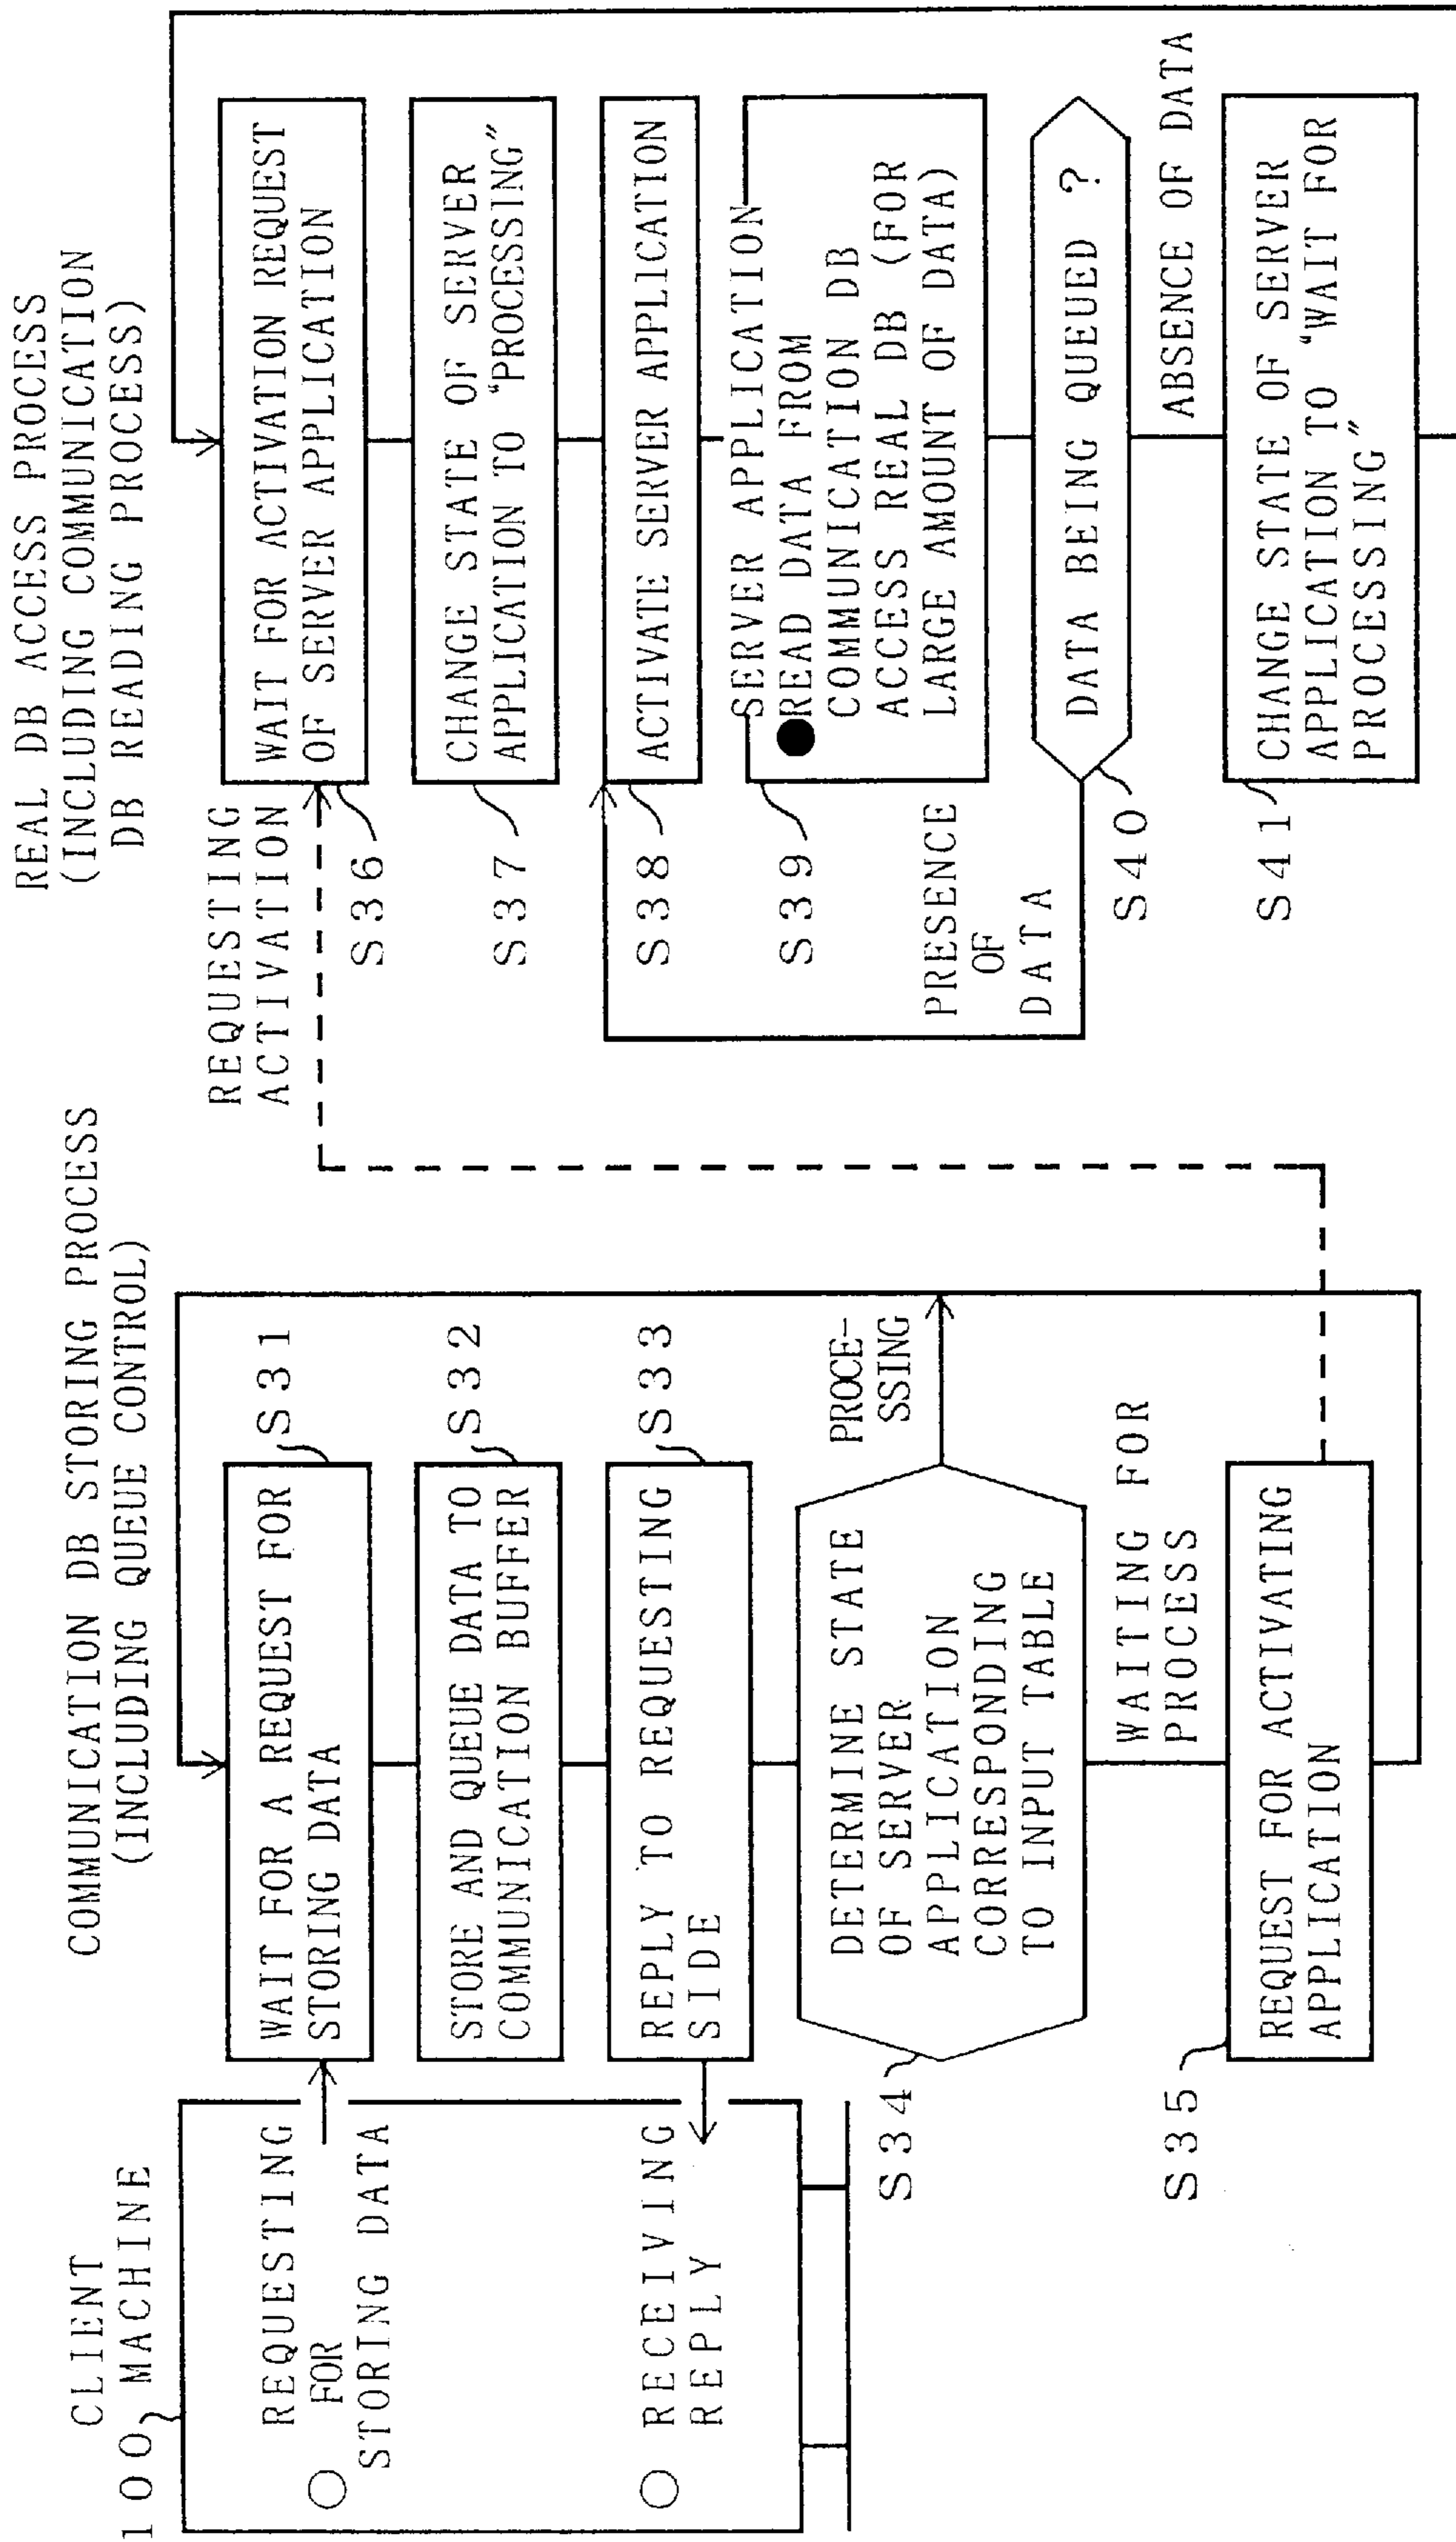 CLIENT
100 MACHINE
REQUESTING
FOR
STORING DATA
RECEIVING
REPLY
COMMUNICATION DB STORING PROCESS
(INCLUDING QUEUE CONTROL)
WAIT FOR A REQUEST FOR
STORING DATA
S31
STORE AND QUEUE DATA TO
COMMUNICATION BUFFER
S32
REPLY TO REQUESTING
SIDE
S33
DETERMINE STATE
OF SERVER
APPLICATION
CORRESPONDING
TO INPUT TABLE
S34
PROCE-
SSING
WAITING FOR
PROCESS
REQUEST FOR ACTIVATING
APPLICATION
S35
REAL DB ACCESS PROCESS
(INCLUDING COMMUNICATION
DB READING PROCESS)
REQUESTING
ACTIVATION
WAIT FOR ACTIVATION REQUEST
OF SERVER APPLICATION
S36
CHANGE STATE OF SERVER
APPLICATION TO "PROCESSING"
S37
ACTIVATE SERVER APPLICATION
S38
SERVER APPLICATION
READ DATA FROM
COMMUNICATION DB
ACCESS REAL DB (FOR
LARGE AMOUNT OF DATA)
S39
PRESENCE
OF
DATA
DATA BEING QUEUED ?
S40
ABSENCE OF DATA
CHANGE STATE OF SERVER
APPLICATION TO "WAIT FOR
PROCESSING"
S41